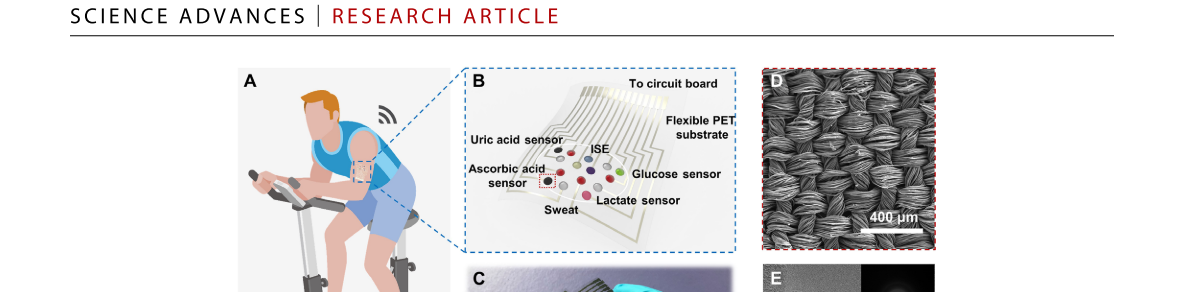 SCIENCE ADVANCES | RESEARCH ARTICLE
A
B
To circuit board
Flexible PET
substrate
Uric acid sensor
ISE
Ascorbic acid
sensor
Glucose sensor
Lactate sensor
Sweat
C
D
400 μm
E